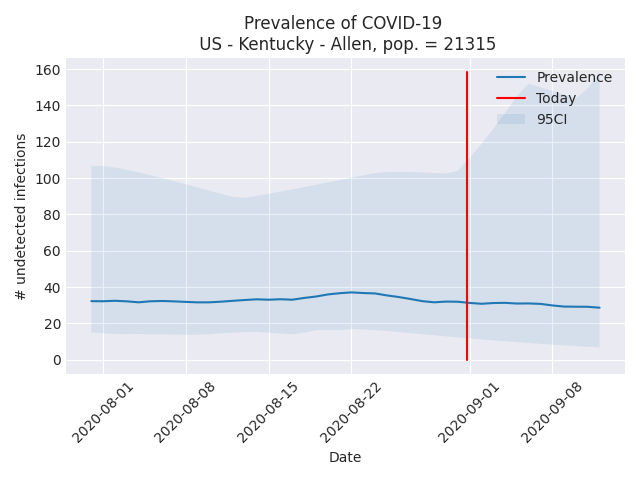 Prevalence of COVID-19
US - Kentucky - Allen, pop. = 21315
Prevalence
Today
95CI
# undetected infections
160
140
120
100
80
60
40
20
0
2020-08-01
2020-08-08
2020-08-15
2020-08-22
2020-09-01
2020-09-08
Date